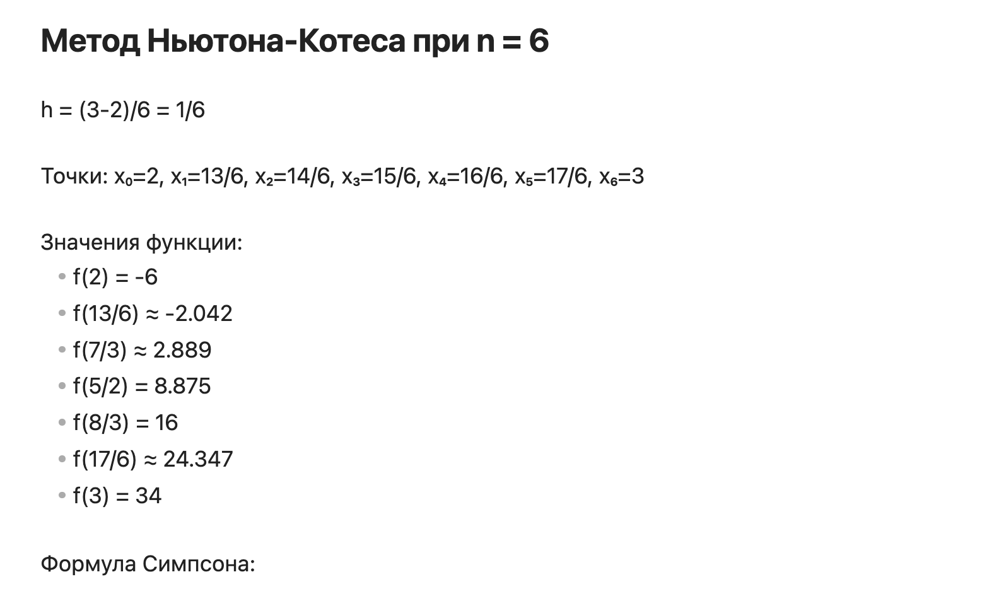 Метод Ньютона-Котеса при n = 6
h = (3-2)/6 = 1/6
Точки: x₀=2, x₁=13/6, x₂=14/6, x₃=15/6, x₄=16/6, x₅=17/6, x₆=3
Значения функции:
• f(2) = -6
• f(13/6) ≈ -2.042
• f(7/3) ≈ 2.889
• f(5/2) = 8.875
• f(8/3) = 16
• f(17/6) ≈ 24.347
• f(3) = 34
Формула Симпсона: